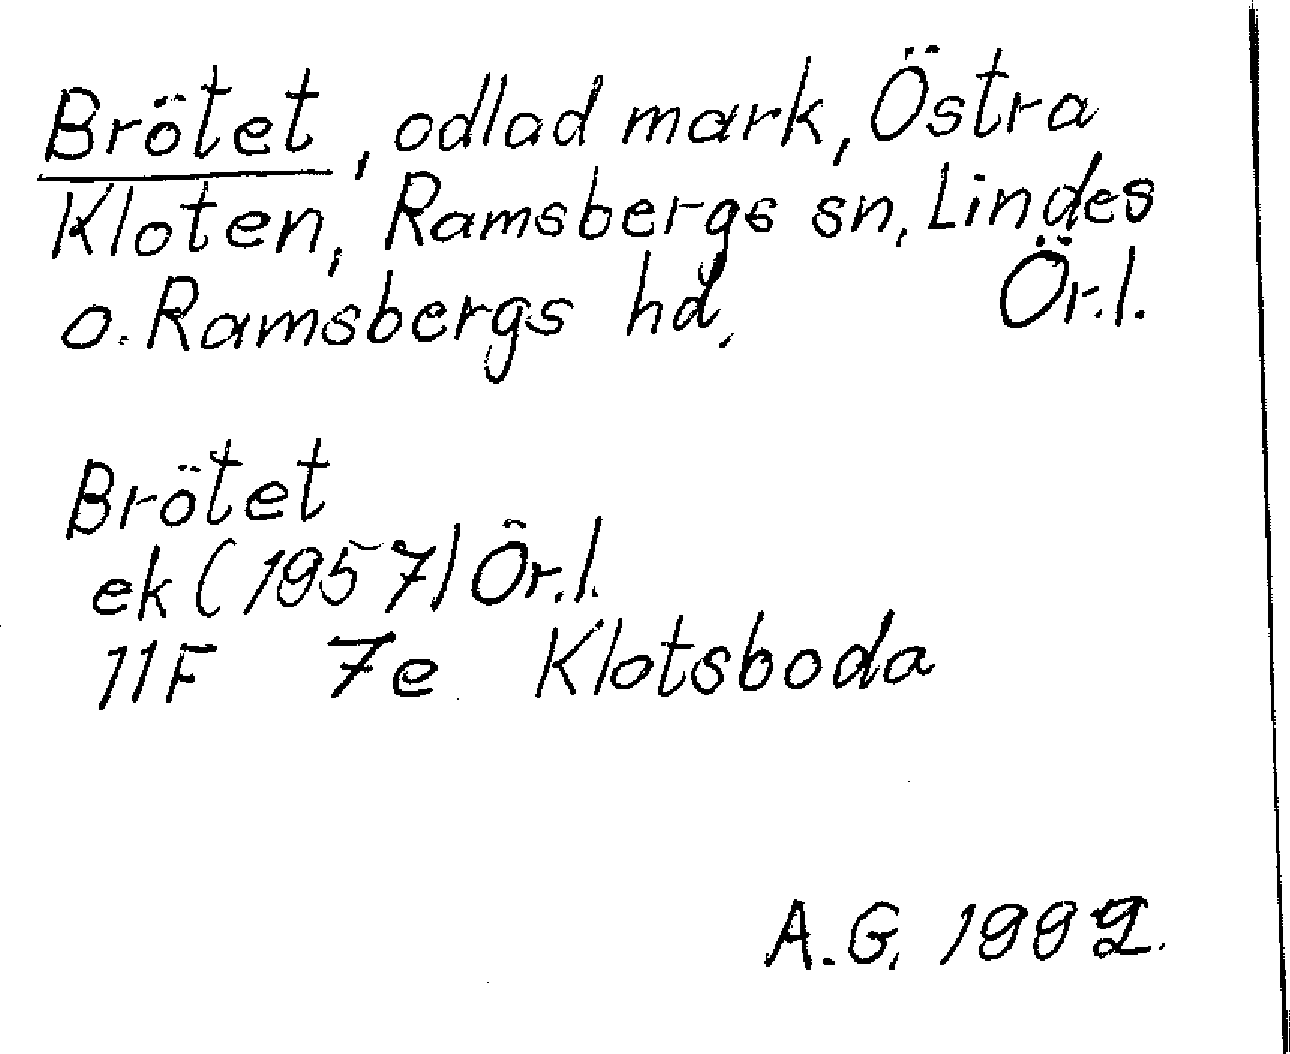 Brötet, odlad mark, Östra
Kloten, Ramsbergs sn, Lindes
o. Ramsbergs hd, Ör.l.
Brötet
ek (1957) Ör.l.
11F 7e Klotsboda
A.G. 1992.